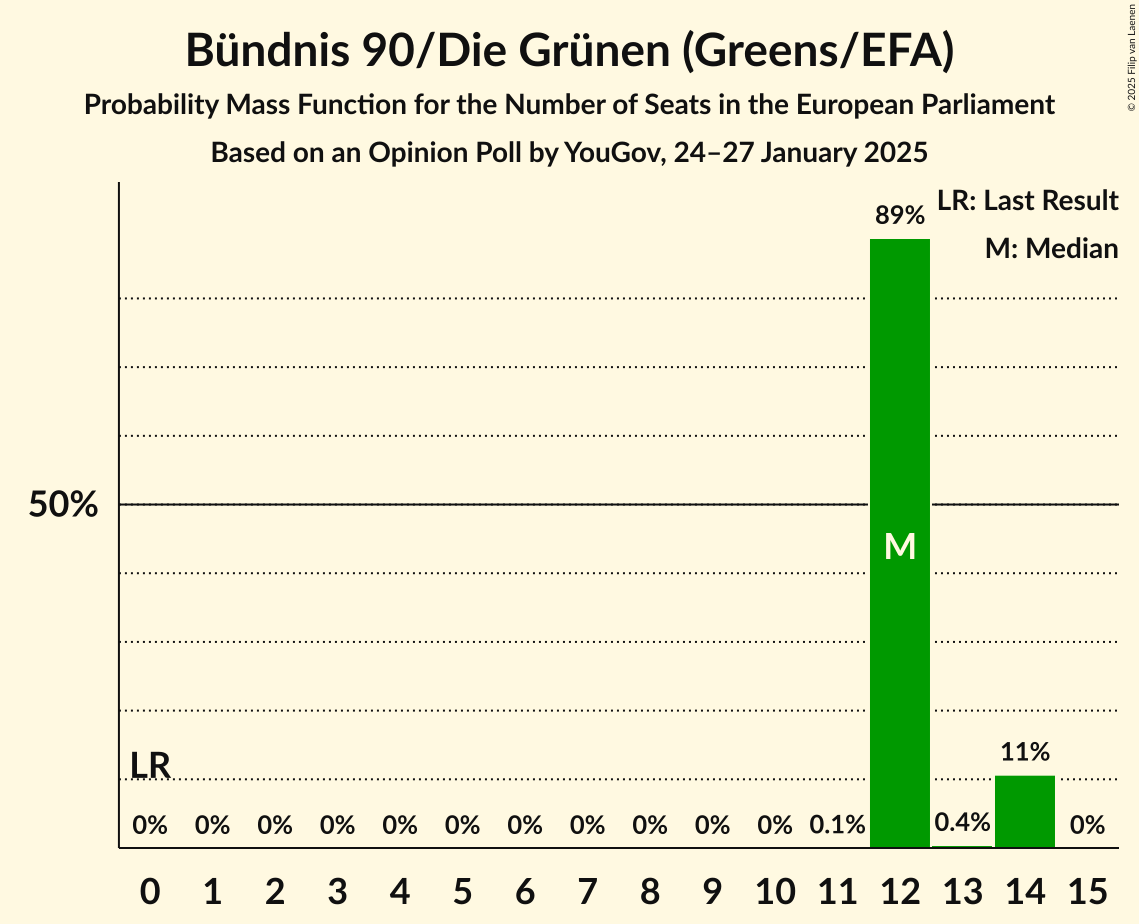 Bündnis 90/Die Grünen (Greens/EFA)
Probability Mass Function for the Number of Seats in the European Parliament
Based on an Opinion Poll by YouGov, 24–27 January 2025
© 2025 Filip van Laenen
LR: Last Result
M: Median
89%
50%
M
LR
11%
0% 0% 0% 0% 0% 0% 0% 0% 0% 0% 0% 0.1% 0.4% 0%
0 1 2 3 4 5 6 7 8 9 10 11 12 13 14 15